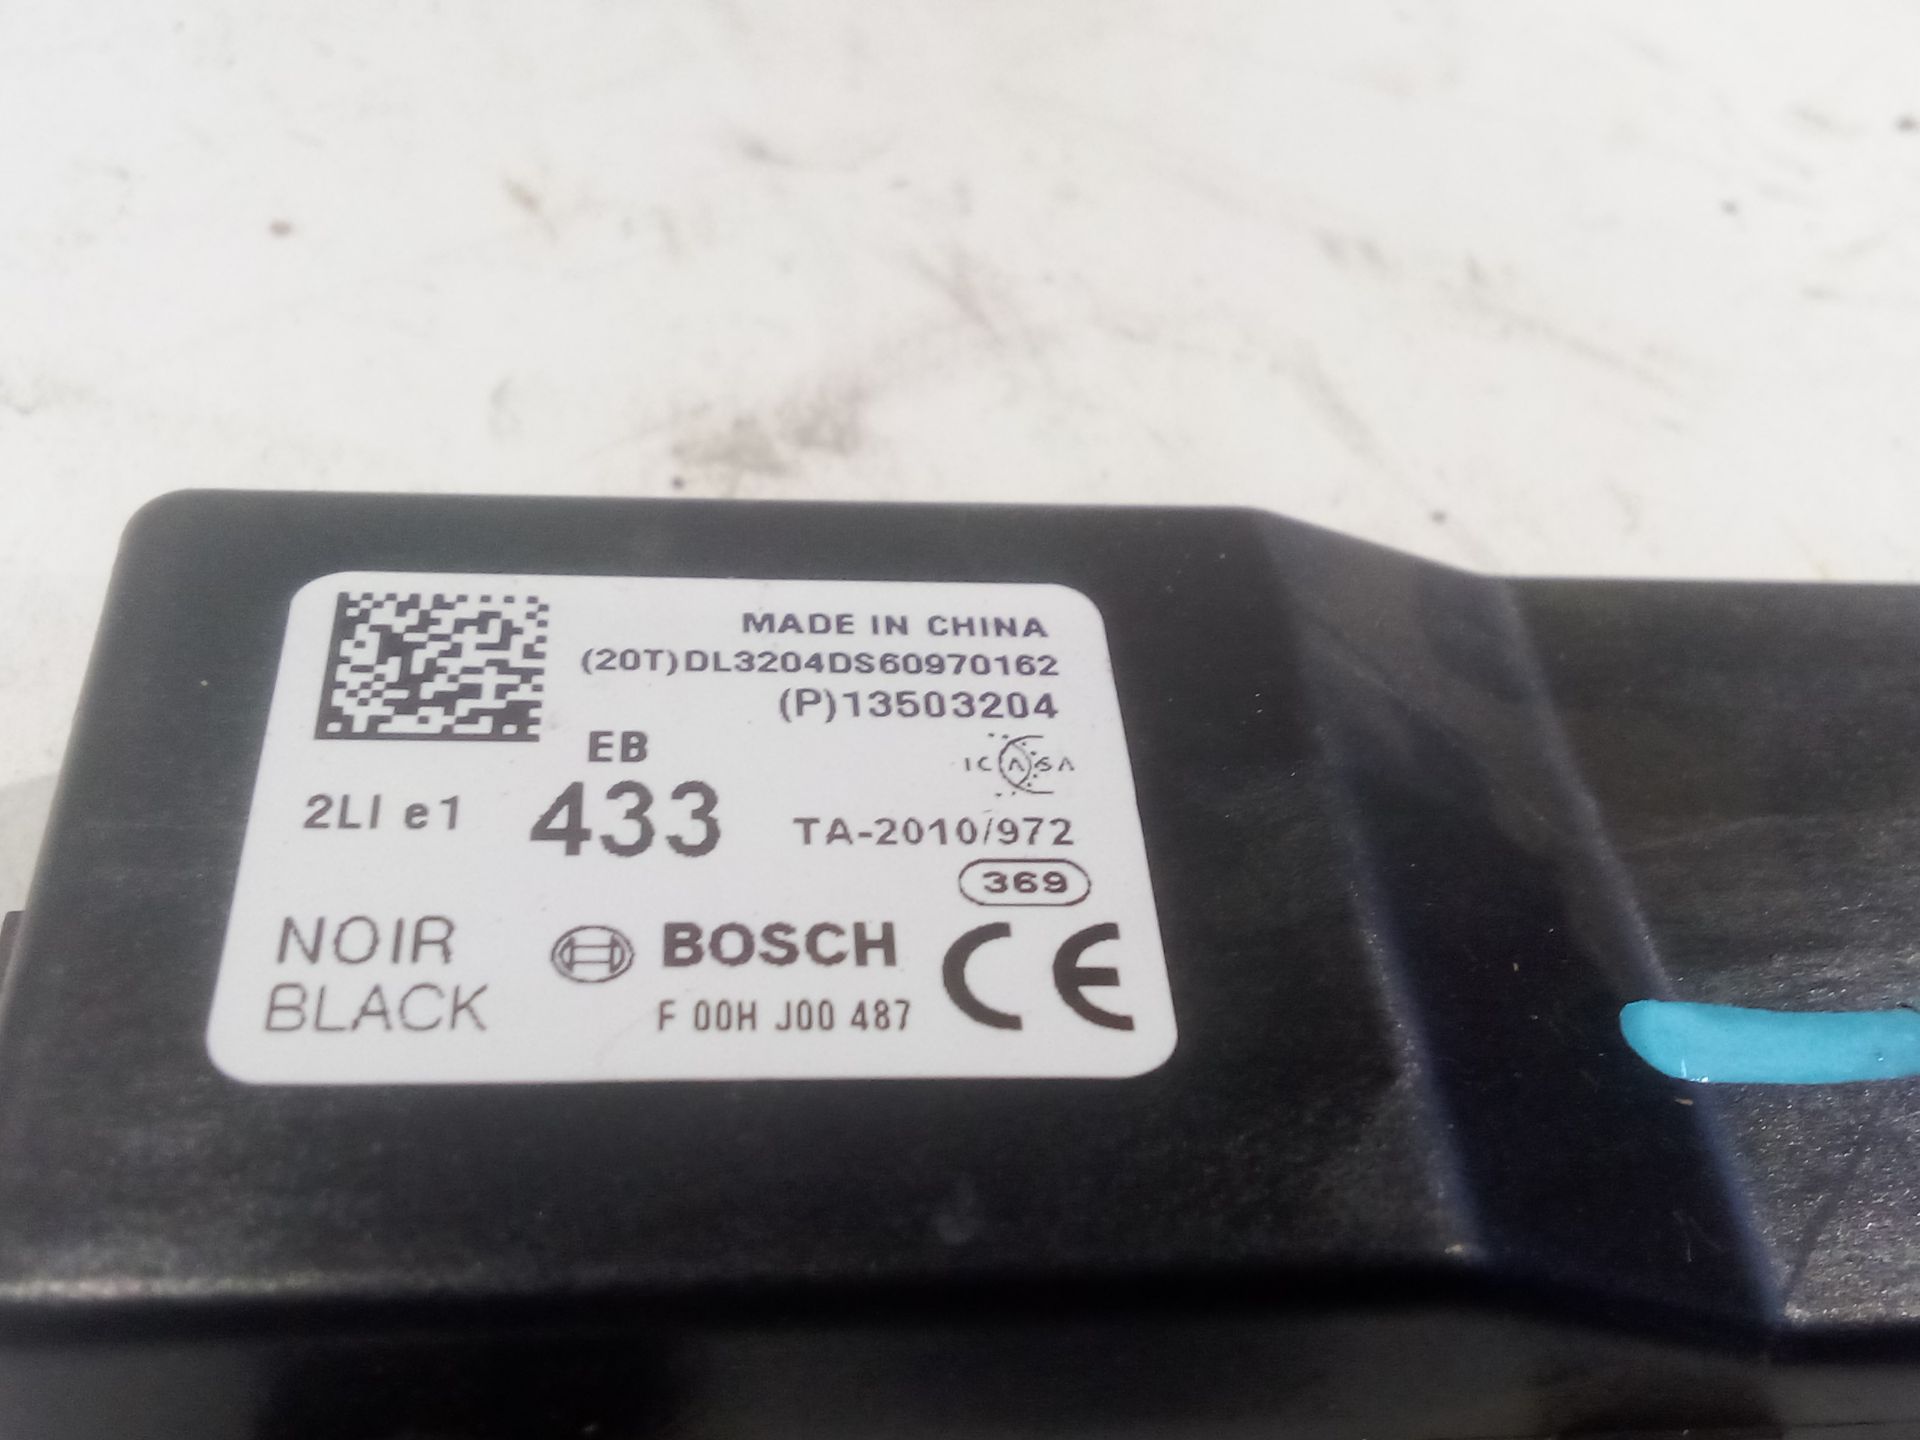 MADE IN CHINA
(20T)DL3204DS60970162
(P)13503204
EB
ICASA
2LI e1
433
TA-2010/972
369
NOIR
BLACK
BOSCH
CE
F 00H J00 487